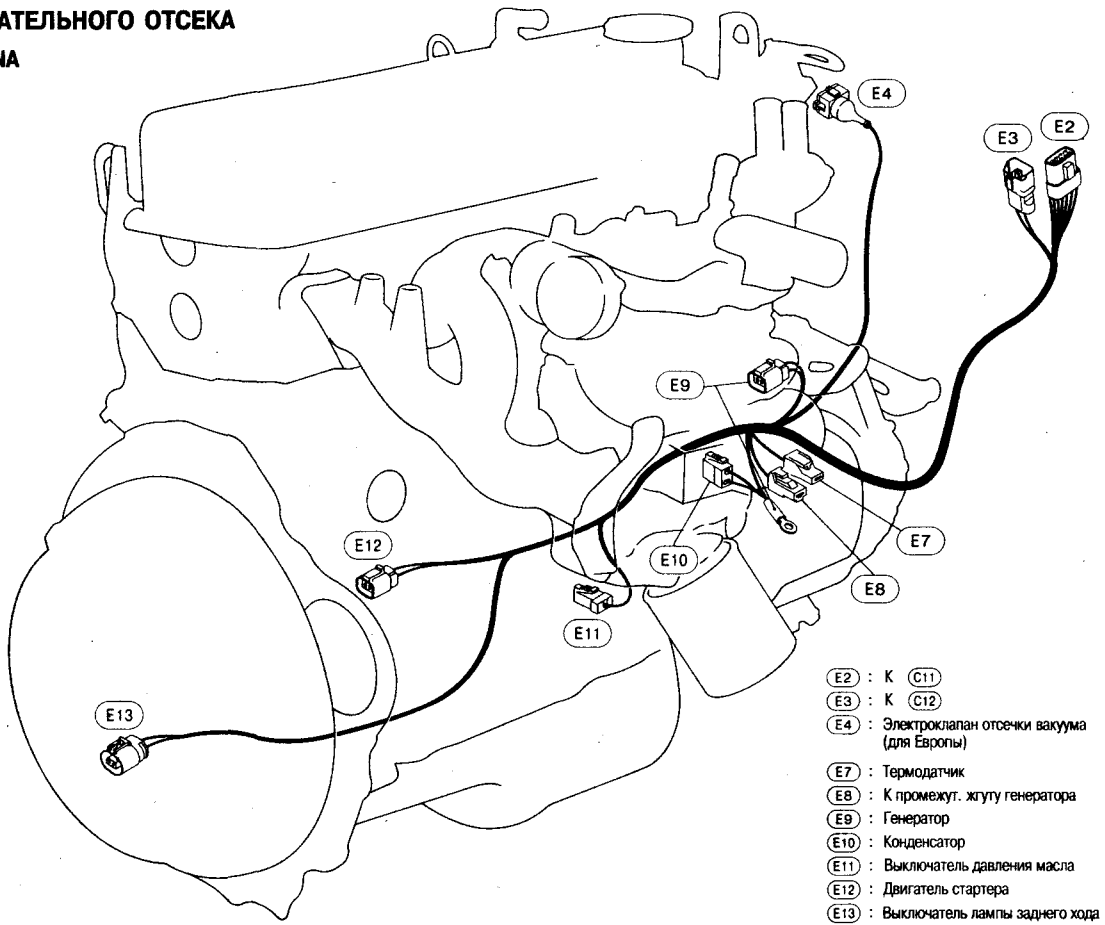 АТЕЛЬНОГО ОТСЕКА
NA
E4
E3
E2
E9
E12
E10
E7
E8
E11
E13
E2 : К C11
E3 : К C12
E4 : Электроклапан отсечки вакуума
(для Европы)
E7 : Термодатчик
E8 : К промежут. жгуту генератора
E9 : Генератор
E10 : Конденсатор
E11 : Выключатель давления масла
E12 : Двигатель стартера
E13 : Выключатель лампы заднего хода